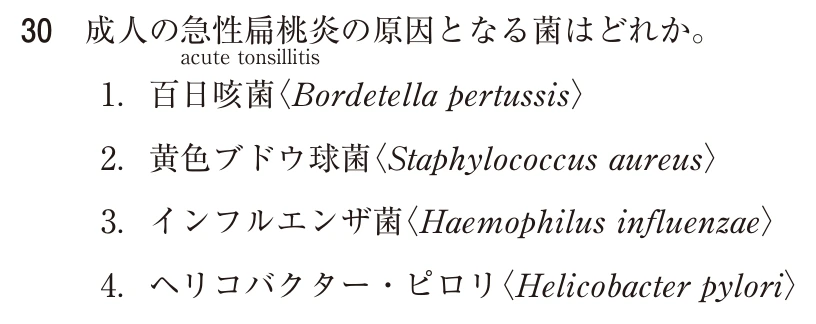 30 成人の急性扁桃炎の原因となる菌はどれか。
acute tonsillitis
1. 百日咳菌〈Bordetella pertussis〉
2. 黄色ブドウ球菌〈Staphylococcus aureus〉
3. インフルエンザ菌〈Haemophilus influenzae〉
4. ヘリコバクター・ピロリ〈Helicobacter pylori〉